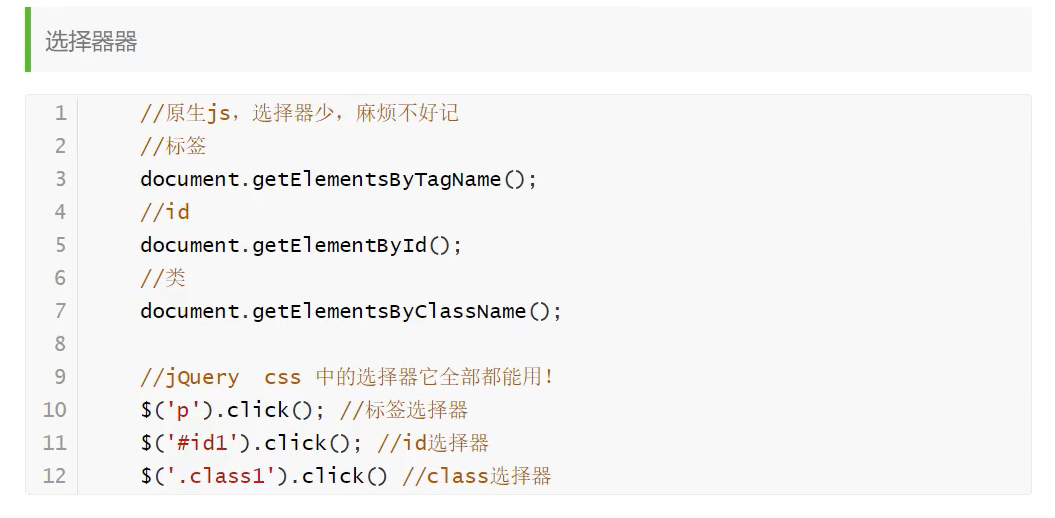 选择器器
1 //原生js，选择器少，麻烦不好记
2 //标签
3 document.getElementsByTagName();
4 //id
5 document.getElementById();
6 //类
7 document.getElementsByClassName();
8
9 //jQuery  css 中的选择器它全部都能用！
10 $('p').click(); //标签选择器
11 $('#id1').click(); //id选择器
12 $('.class1').click() //class选择器